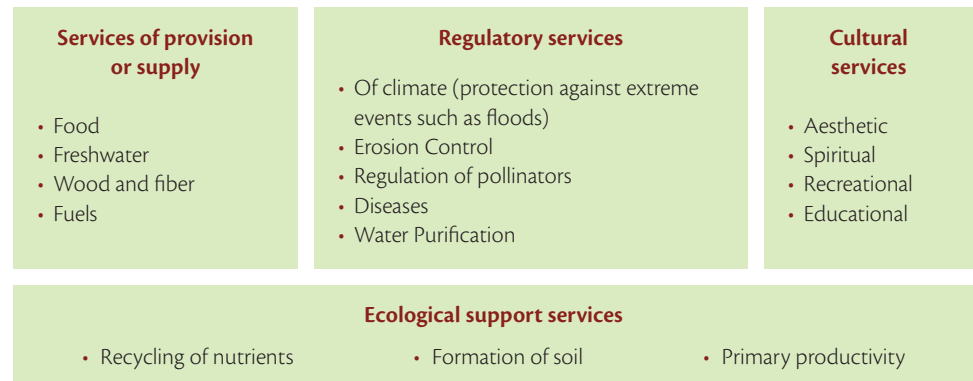 Services of provision
or supply
• Food
• Freshwater
• Wood and fiber
• Fuels
Regulatory services
• Of climate (protection against extreme
events such as floods)
• Erosion Control
• Regulation of pollinators
• Diseases
• Water Purification
Cultural
services
• Aesthetic
• Spiritual
• Recreational
• Educational
Ecological support services
• Recycling of nutrients
• Formation of soil
• Primary productivity